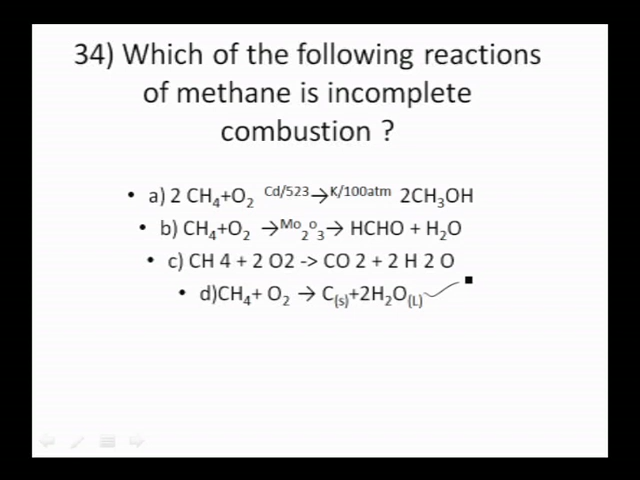 34) Which of the following reactions
of methane is incomplete
combustion ?
• a) 2 CH₄+O₂ ᶜᵈ/⁵²³→ᴷ/¹⁰⁰ᵃᵗᵐ 2CH₃OH
• b) CH₄+O₂ →ᴹᵒ₂ᵒ₃→ HCHO + H₂O
• c) CH 4 + 2 O2 -> CO 2 + 2 H 2 O
• d)CH₄+ O₂ → C₍ₛ₎+2H₂O₍L₎